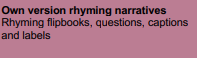 Own version rhyming narratives
Rhyming flipbooks, questions, captions
and labels